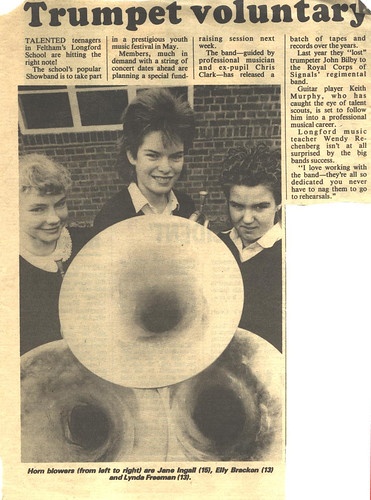 Trumpet voluntary
TALENTED teenagers
in Feltham's Longford
School are hitting the
right note!
The school's popular
Showband is to take part
in a prestigious youth
music festival in May.
Members, much in
demand with a string of
concert dates ahead are
planning a special fund-
raising session next
week.
The band—guided by
professional musician
and ex-pupil Chris
Clark—has released a
batch of tapes and
records over the years.
Last year they "lost"
trumpeter John Bilby to
the Royal Corps of
Signals' regimental
band.
Guitar player Keith
Murphy, who has
caught the eye of talent
scouts, is set to follow
him into a professional
musical career.
Longford music
teacher Wendy Re-
chenberg isn't at all
surprised by the big
bands success.
"I love working with
the band—they're all so
dedicated you never
have to nag them to go
to rehearsals."
Horn blowers (from left to right) are Jane Ingall (15), Elly Brackon (13)
and Lynda Freeman (13).